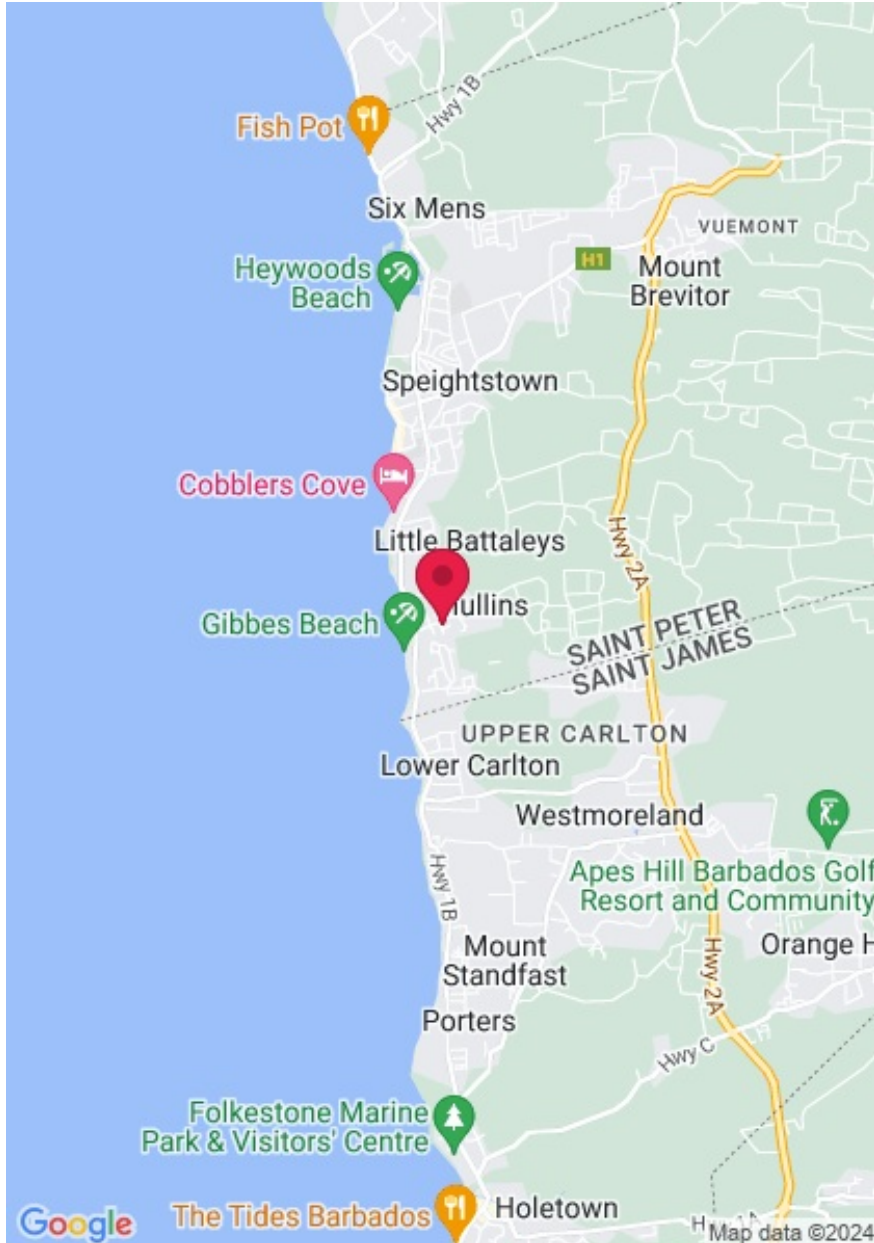 Hwy 1B
Fish Pot
Six Mens
VUEMONT
H1
Heywoods
Beach
Mount
Brevitor
Speightstown
Cobblers Cove
Hwy 2A
Little Battaleys
ullins
Gibbes Beach
SAINT PETER
SAINT JAMES
UPPER CARLTON
Lower Carlton
Westmoreland
Hwy 1B
Apes Hill Barbados Golf
Resort and Community
Mount
Standfast
Orange H
Hwy 2A
Porters
Hwy C
Folkestone Marine
Park & Visitors' Centre
The Tides Barbados
Holetown
Google
Map data ©2024